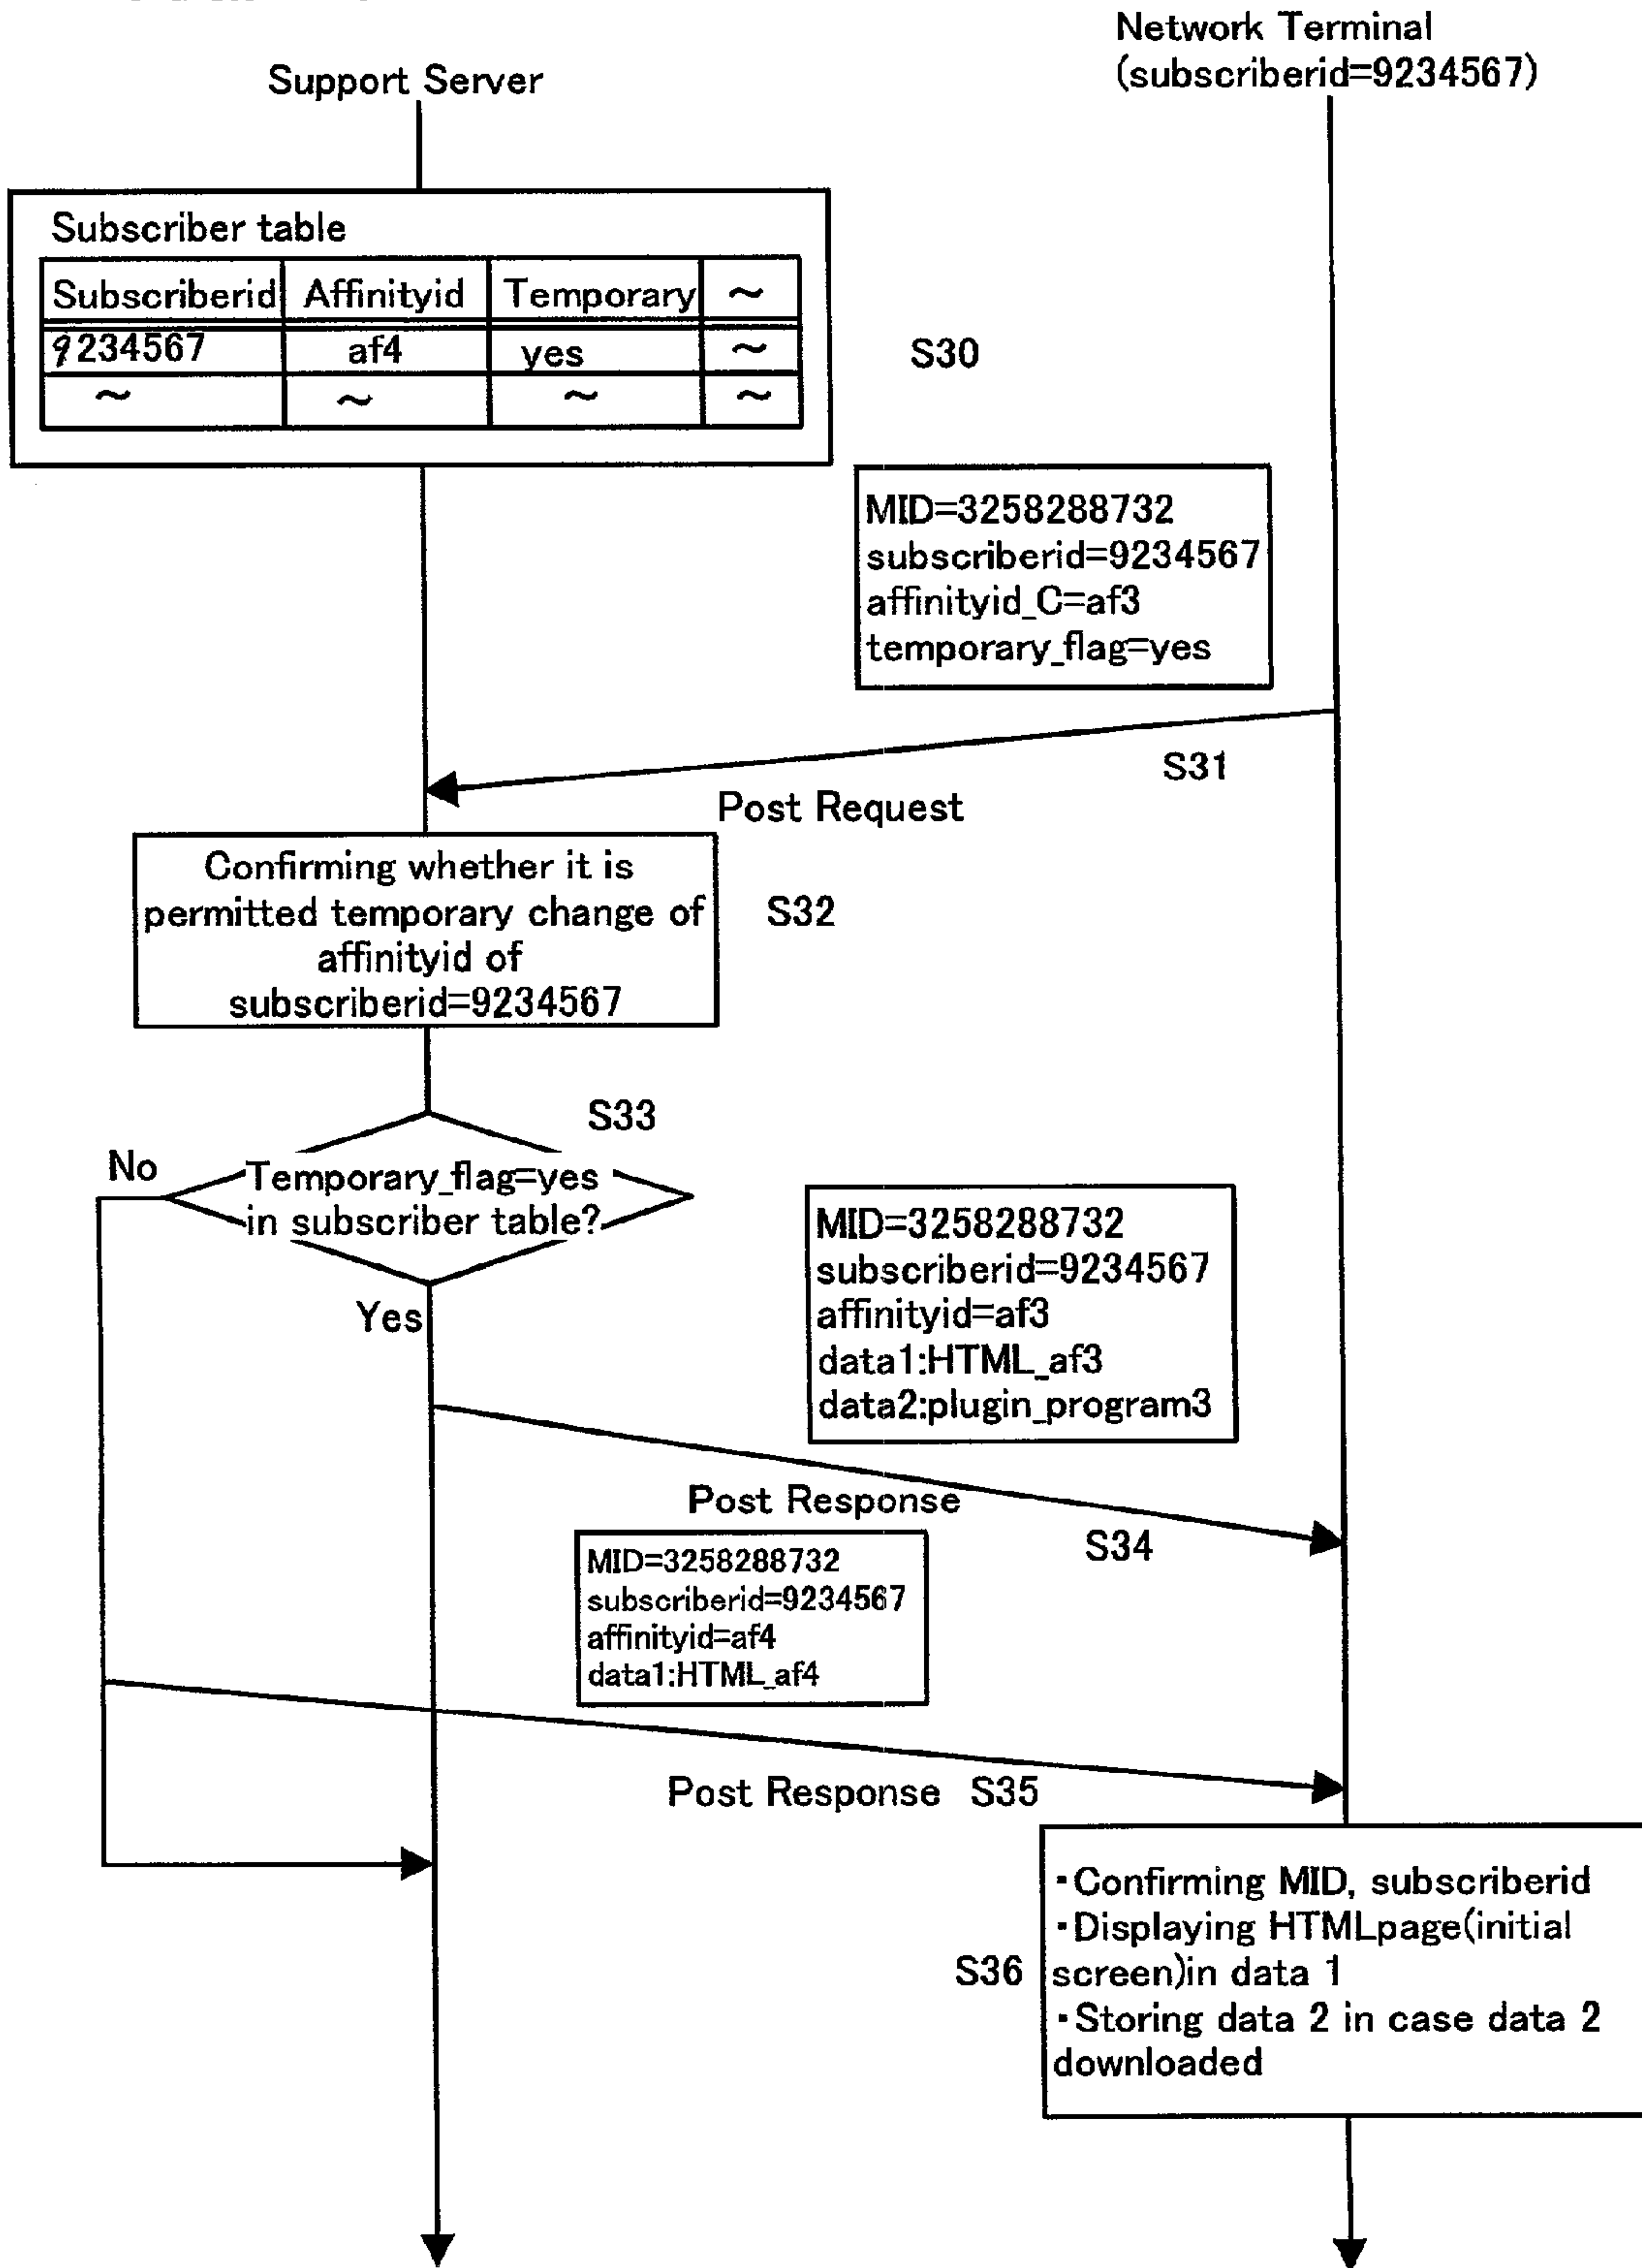 Network Terminal
(subscriberid=9234567)
Support Server
Subscriber table
Subscriberid Affinityid Temporary ~
9234567 af4 yes ~
~ ~ ~ ~
S30
MID=3258288732
subscriberid=9234567
affinityid_C=af3
temporary_flag=yes
S31
Post Request
Confirming whether it is
permitted temporary change of
affinityid of
subscriberid=9234567
S32
S33
No
Temporary_flag=yes
in subscriber table?
Yes
MID=3258288732
subscriberid=9234567
affinityid=af3
data1:HTML_af3
data2:plugin_program3
Post Response
S34
MID=3258288732
subscriberid=9234567
affinityid=af4
data1:HTML_af4
Post Response S35
S36
･Confirming MID, subscriberid
･Displaying HTMLpage(initial
screen)in data 1
･Storing data 2 in case data 2
downloaded